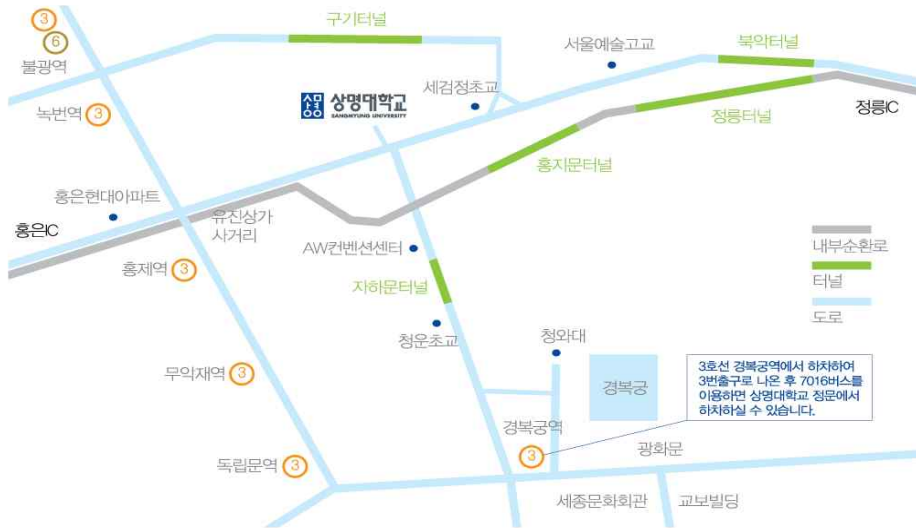 3
6
불광역
구기터널
서울예술고교
북악터널
세검정초교
상명대학교
SANGMYUNG UNIVERSITY
녹번역 3
정릉터널
정릉IC
홍지문터널
홍은현대아파트
유진상가
사거리
홍은IC
내부순환로
AW컨벤션센터
홍제역 3
터널
자하문터널
도로
청운초교
청와대
3호선 경복궁역에서 하차하여
3번출구로 나온 후 7016버스를
이용하면 상명대학교 정문에서
하차하실 수 있습니다.
무악재역 3
경복궁
경복궁역
3
광화문
독립문역 3
세종문화회관
교보빌딩